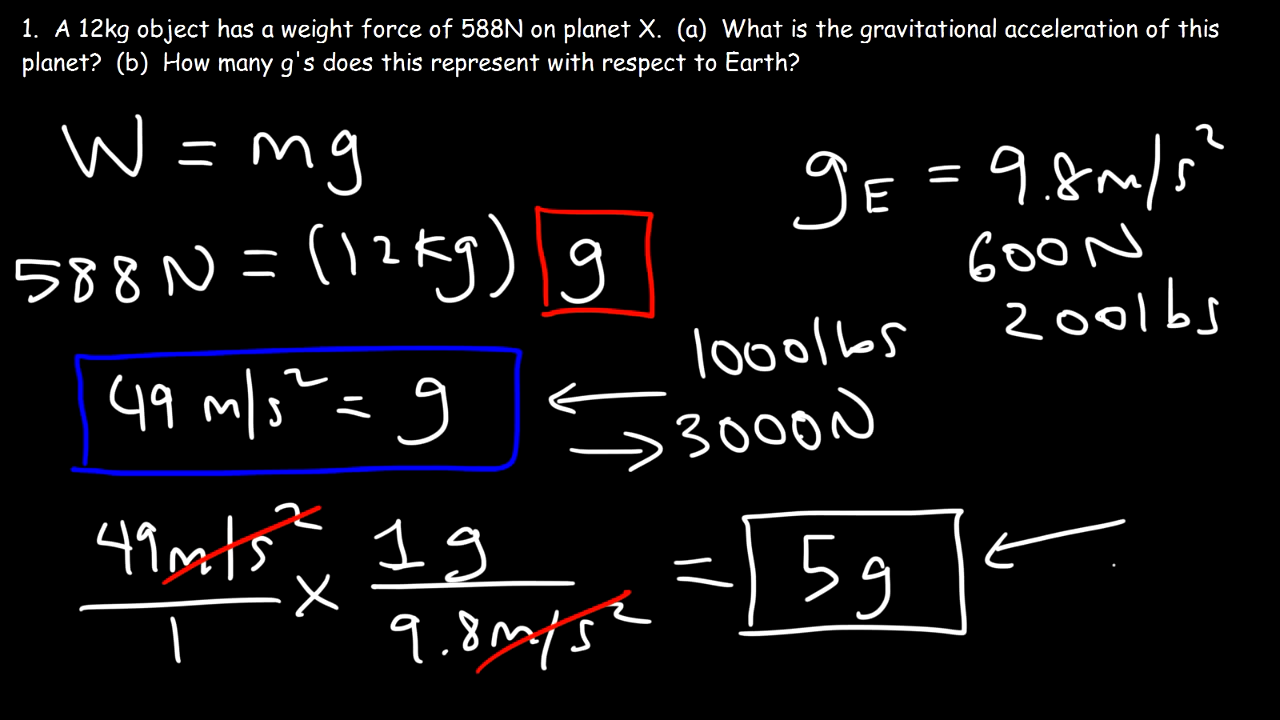 1. A 12kg object has a weight force of 588N on planet X. (a) What is the gravitational acceleration of this
planet? (b) How many g's does this represent with respect to Earth?
W = mg
g_E = 9.8m/s²
600N
200lbs
588N = (12kg) g
1000lbs
3000N
49 m/s² = g
49m/s²/1 × 1g/9.8m/s² = 5g